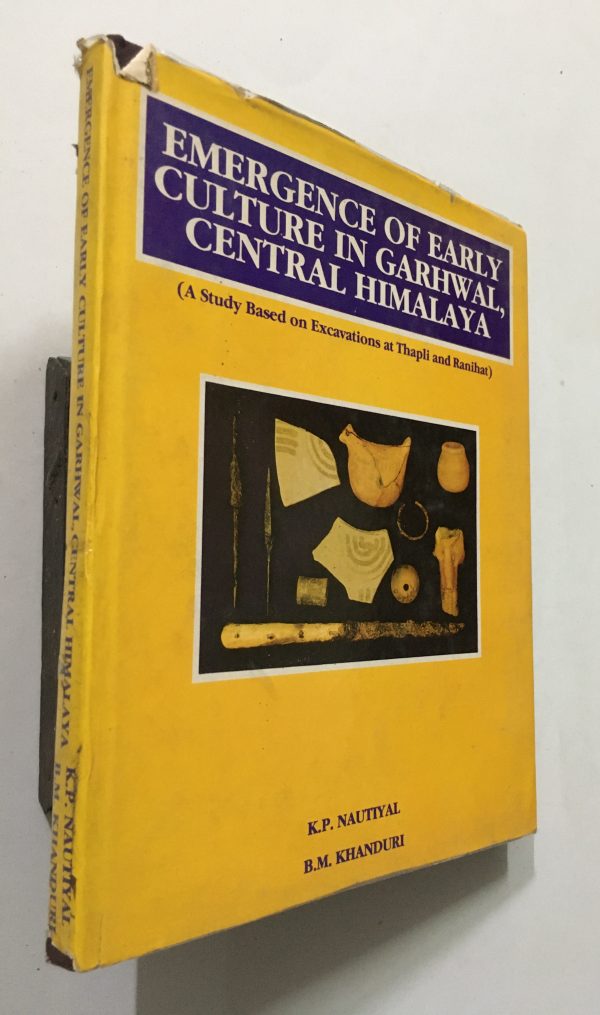 EMERGENCE OF EARLY
CULTURE IN GARHWAL,
CENTRAL HIMALAYA
(A Study Based on Excavations at Thapli and Ranihat)
K.P. NAUTIYAL
B.M. KHANDURI
EMERGENCE OF EARLY CULTURE IN GARHWAL, CENTRAL HIMALAYA
K.P. NAUTIYAL
B.M. KHANDURI